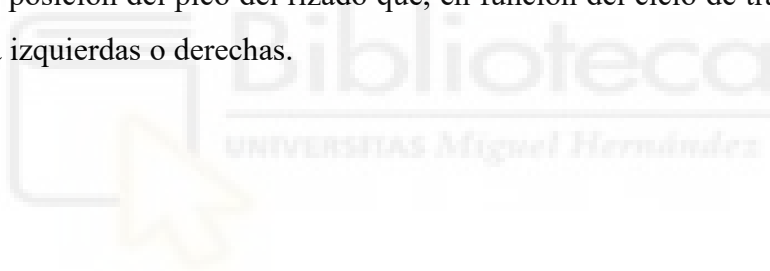 posición del pico del rizado que, en función del ciclo de
izquierdas o derechas.
Biblioteca
UNIVERSITAS Miguel Hernández